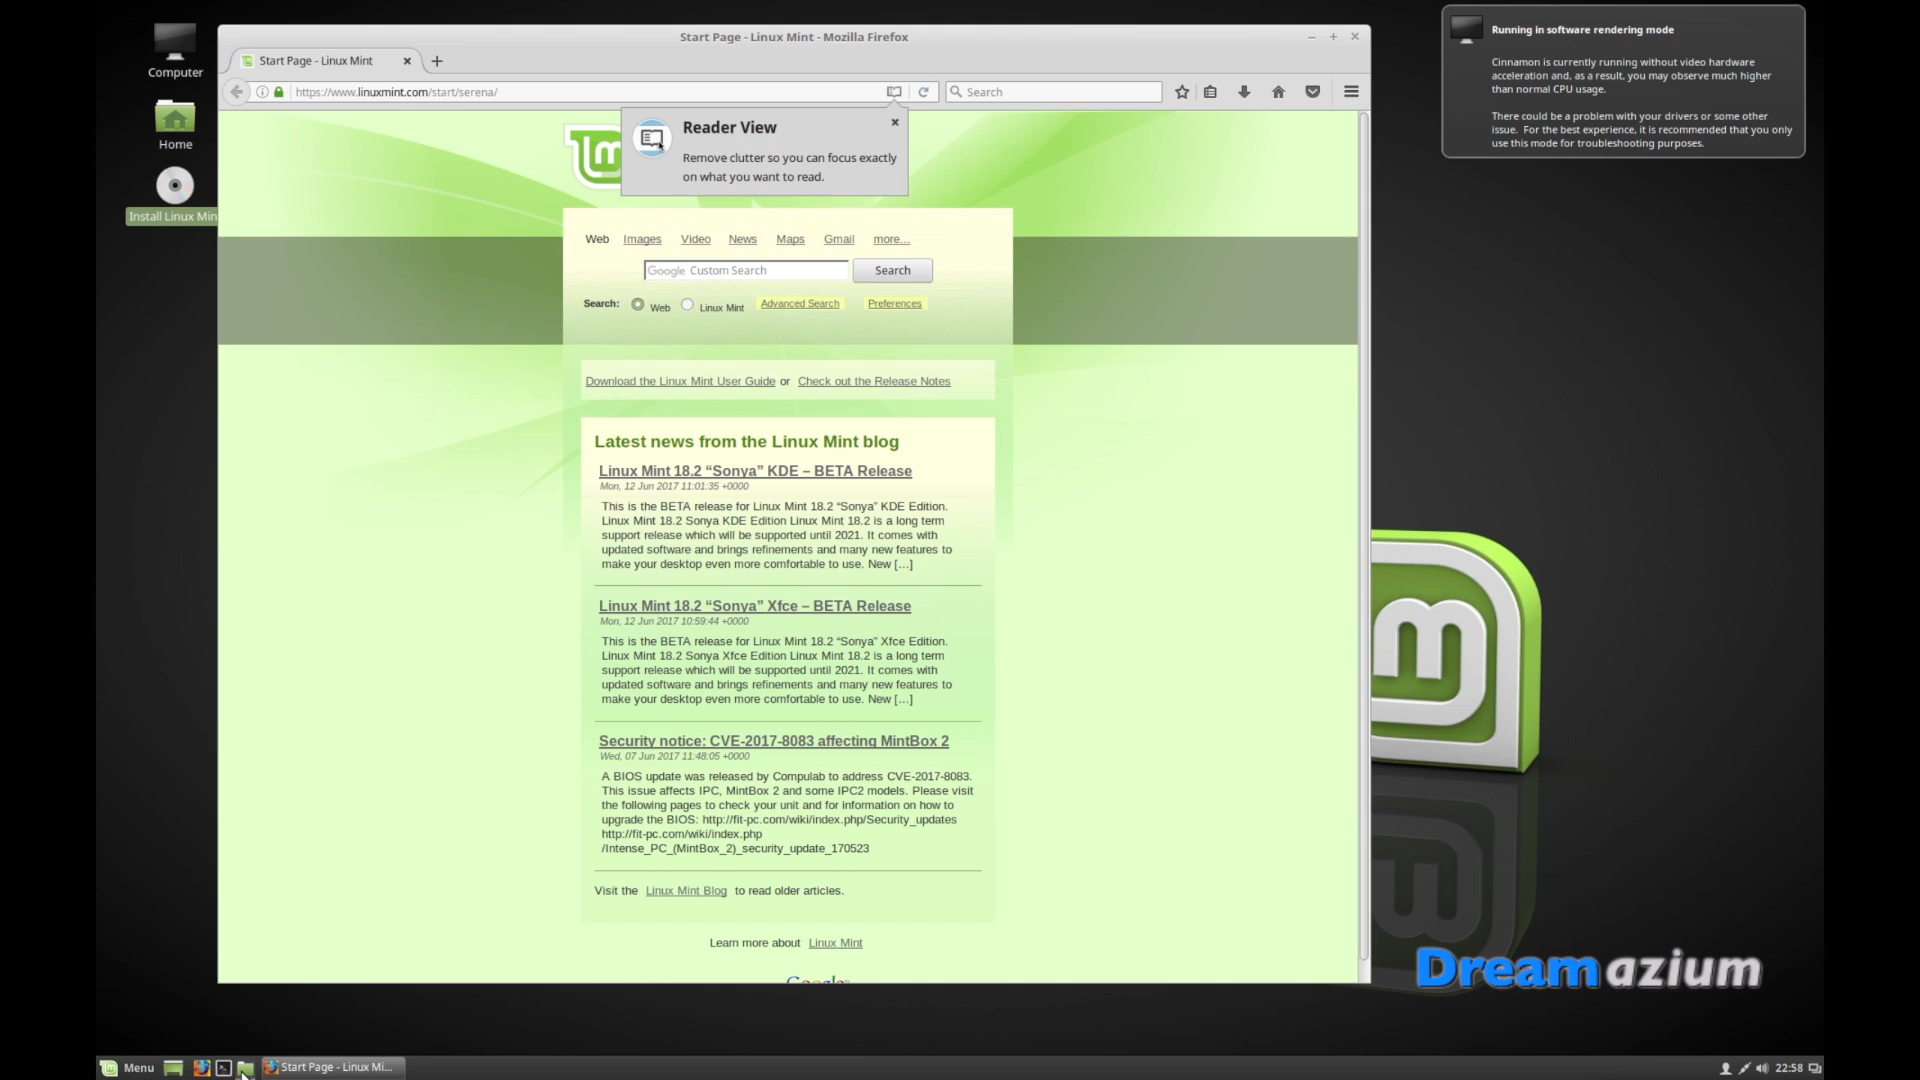 Computer
Home
Install Linux Min
Start Page - Linux Mint - Mozilla Firefox
Start Page - Linux Mint
https://www.linuxmint.com/start/serena/
Search
Reader View
Remove clutter so you can focus exactly
on what you want to read.
Web Images Video News Maps Gmail more...
Google Custom Search Search
Search: Web Linux Mint Advanced Search Preferences
Download the Linux Mint User Guide or Check out the Release Notes
Latest news from the Linux Mint blog
Linux Mint 18.2 “Sonya” KDE – BETA Release
Mon, 12 Jun 2017 11:01:35 +0000
This is the BETA release for Linux Mint 18.2 “Sonya” KDE Edition.
Linux Mint 18.2 Sonya KDE Edition Linux Mint 18.2 is a long term
support release which will be supported until 2021. It comes with
updated software and brings refinements and many new features to
make your desktop even more comfortable to use. New […]
Linux Mint 18.2 “Sonya” Xfce – BETA Release
Mon, 12 Jun 2017 10:59:44 +0000
This is the BETA release for Linux Mint 18.2 “Sonya” Xfce Edition.
Linux Mint 18.2 Sonya Xfce Edition Linux Mint 18.2 is a long term
support release which will be supported until 2021. It comes with
updated software and brings refinements and many new features to
make your desktop even more comfortable to use. New […]
Security notice: CVE-2017-8083 affecting MintBox 2
Wed, 07 Jun 2017 11:48:05 +0000
A BIOS update was released by Compulab to address CVE-2017-8083.
This issue affects IPC, MintBox 2 and some IPC2 models. Please visit
the following pages to check your unit and for information on how to
upgrade the BIOS: http://fit-pc.com/wiki/index.php/Security_updates
http://fit-pc.com/wiki/index.php
/Intense_PC_(MintBox_2)_security_update_170523
Visit the Linux Mint Blog to read older articles.
Learn more about Linux Mint
Google
Running in software rendering mode
Cinnamon is currently running without video hardware
acceleration and, as a result, you may observe much higher
than normal CPU usage.
There could be a problem with your drivers or some other
issue. For the best experience, it is recommended that you only
use this mode for troubleshooting purposes.
Dreamazium
Menu
Start Page - Linux Mi...
22:58